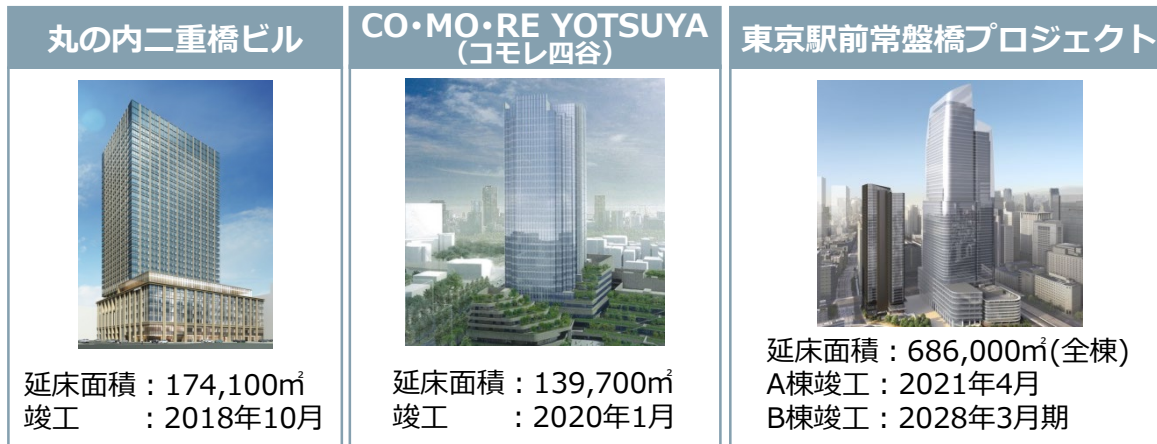 丸の内二重橋ビル
延床面積：174,100㎡
竣工　　：2018年10月
CO・MO・RE YOTSUYA
（コモレ四谷）
延床面積：139,700㎡
竣工　　：2020年1月
東京駅前常盤橋プロジェクト
延床面積：686,000㎡(全棟)
A棟竣工：2021年4月
B棟竣工：2028年3月期